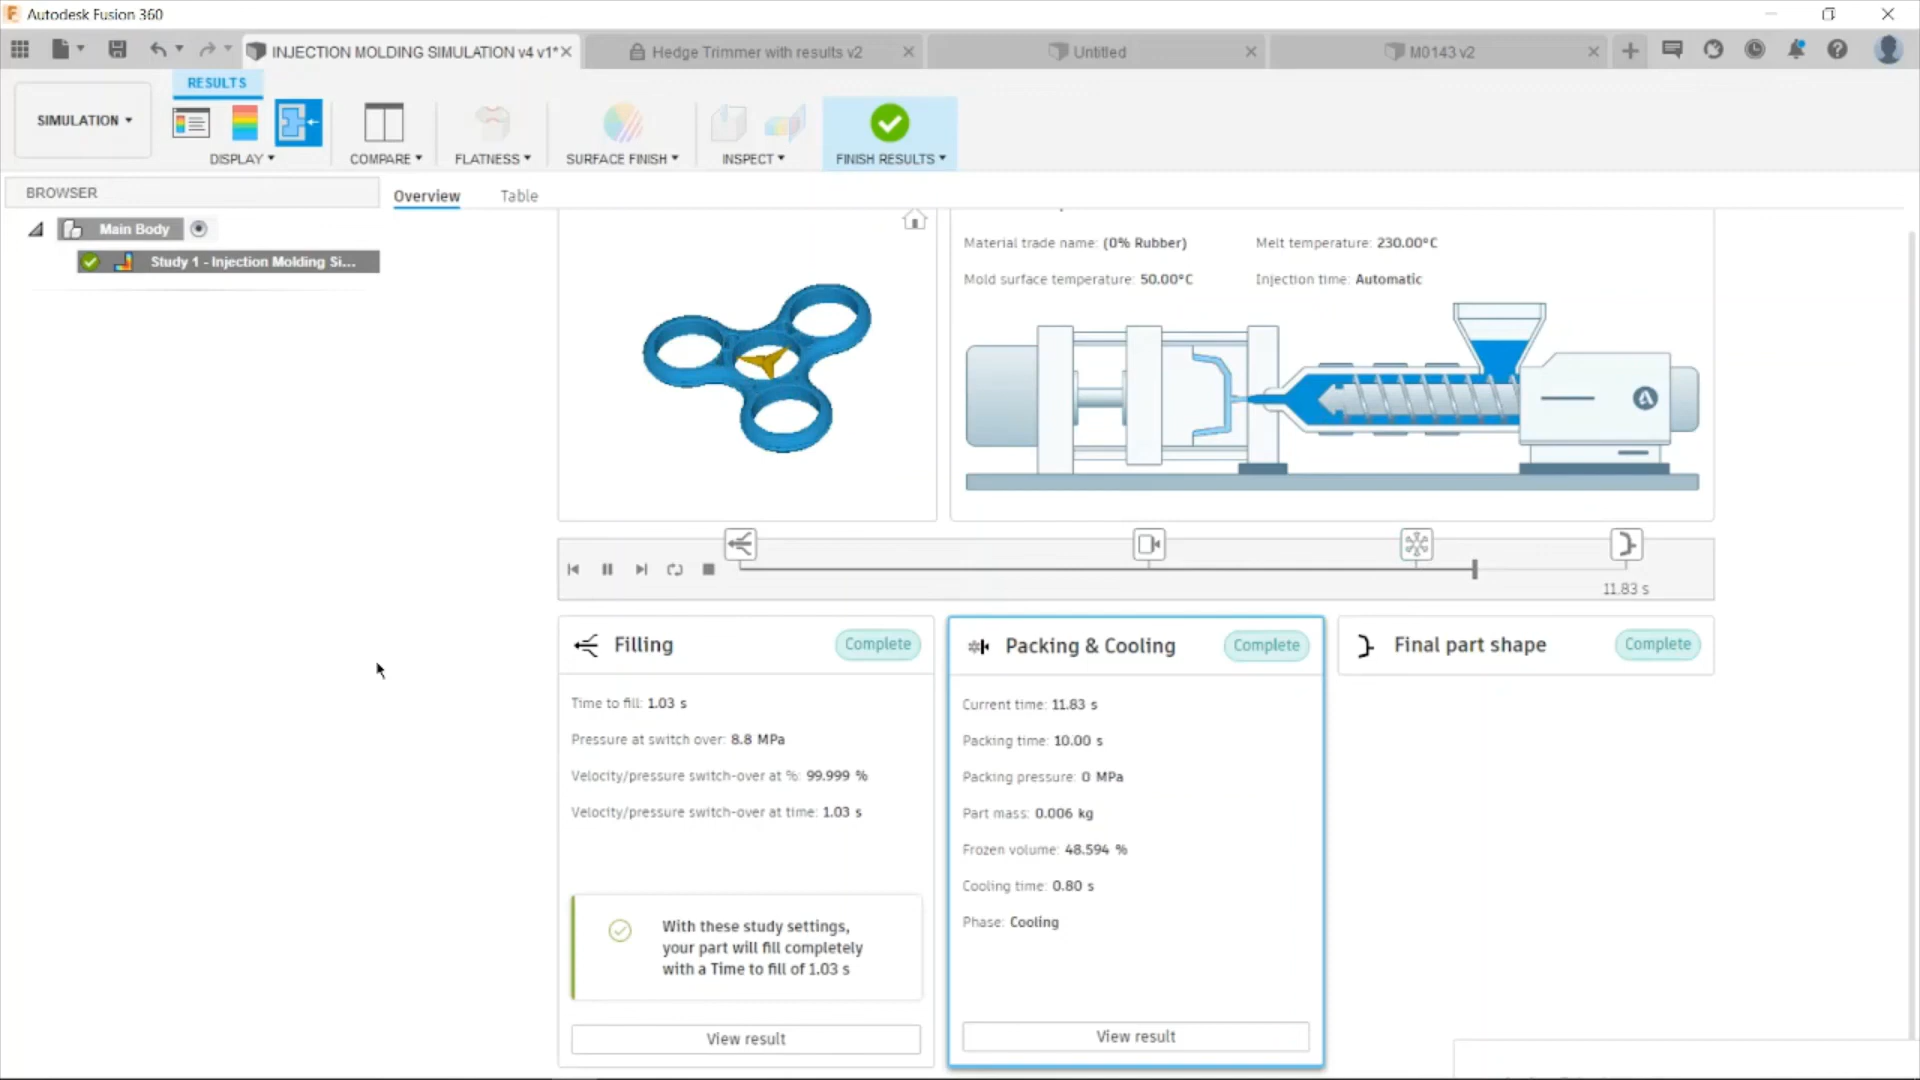 Autodesk Fusion 360
INJECTION MOLDING SIMULATION v4 v1*
Hedge Trimmer with results v2
Untitled
M0143 v2
RESULTS
SIMULATION
DISPLAY
COMPARE
FLATNESS
SURFACE FINISH
INSPECT
FINISH RESULTS
BROWSER
Overview
Table
Main Body
Study 1 - Injection Molding Si...
Material trade name: (0% Rubber)
Melt temperature: 230.00°C
Mold surface temperature: 50.00°C
Injection time: Automatic
11.83 s
Filling
Complete
Time to fill: 1.03 s
Pressure at switch over: 8.8 MPa
Velocity/pressure switch-over at %: 99.999 %
Velocity/pressure switch-over at time: 1.03 s
With these study settings,
your part will fill completely
with a Time to fill of 1.03 s
View result
Packing & Cooling
Complete
Current time: 11.83 s
Packing time: 10.00 s
Packing pressure: 0 MPa
Part mass: 0.006 kg
Frozen volume: 48.594 %
Cooling time: 0.80 s
Phase: Cooling
View result
Final part shape
Complete